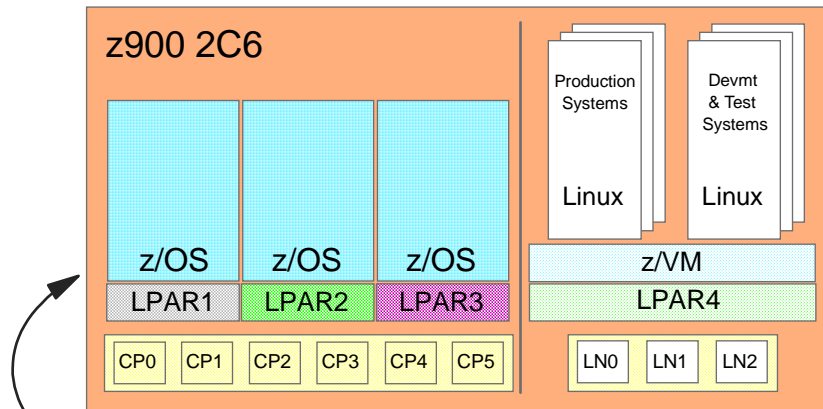 z900 2C6
Production
Systems
Linux
Devmt
& Test
Systems
Linux
z/OS
z/OS
z/OS
z/VM
LPAR1
LPAR2
LPAR3
LPAR4
CP0
CP1
CP2
CP3
CP4
CP5
LN0
LN1
LN2